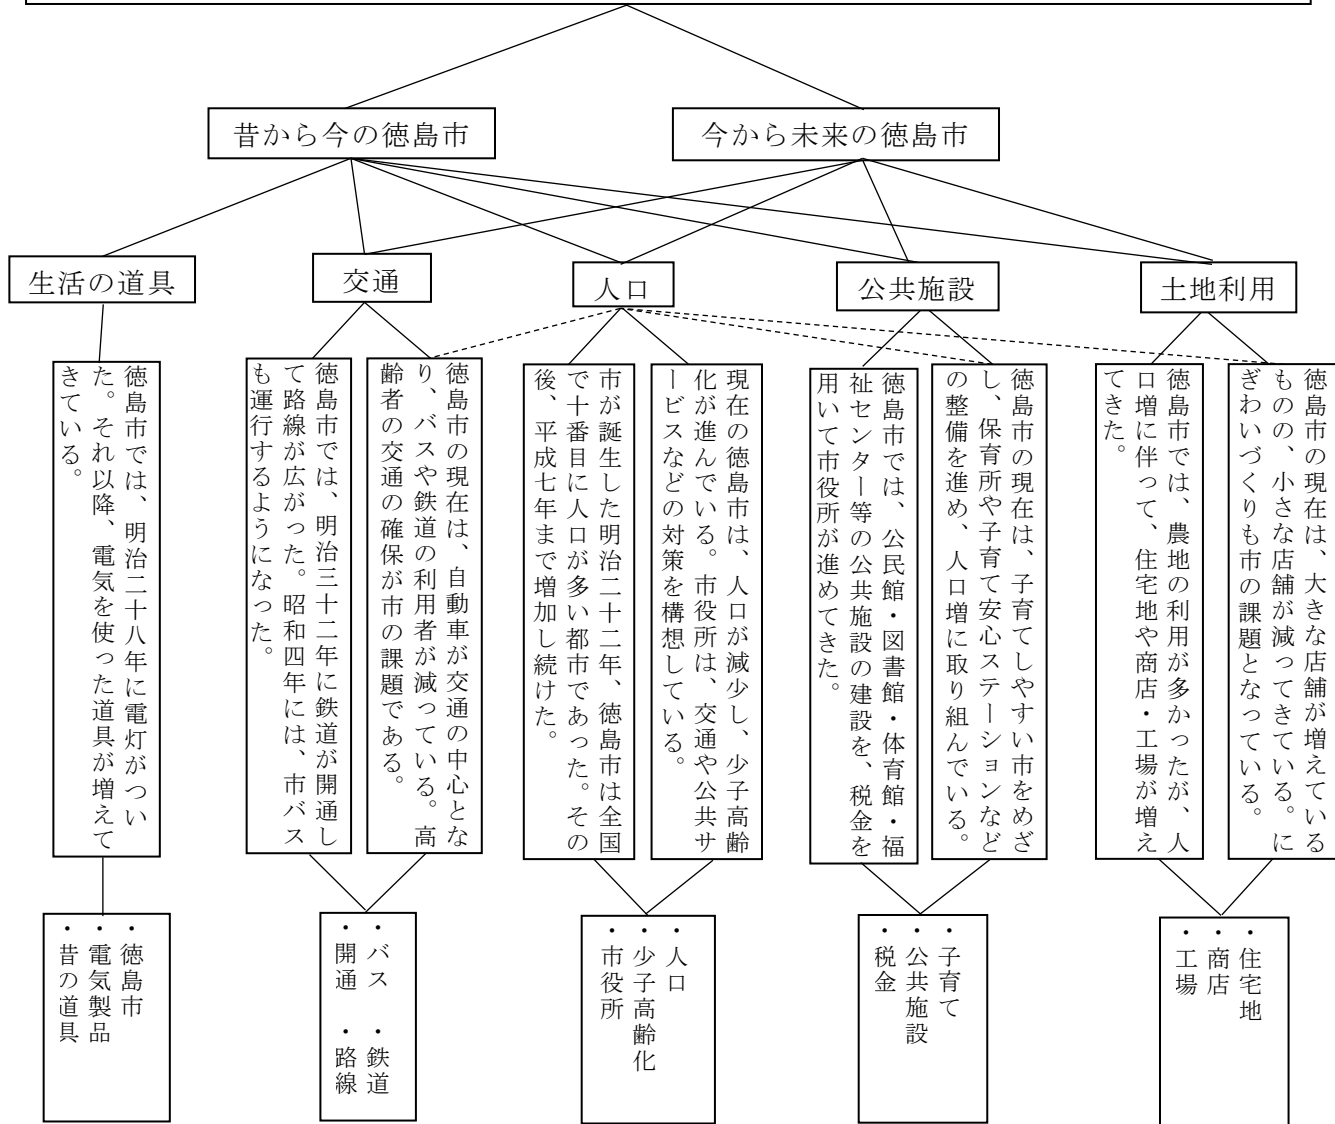 昔から今の徳島市
今から未来の徳島市
生活の道具
交通
人口
公共施設
土地利用
徳島市では、明治二十八年に電灯がつい
た。それ以降、電気を使った道具が増えて
きている。
徳島市では、明治三十二年に鉄道が開通し
て路線が広がった。昭和四年には、市バス
も運行するようになった。
徳島市の現在は、自動車が交通の中心とな
り、バスや鉄道の利用者が減っている。高
齢者の交通の確保が市の課題である。
市が誕生した明治二十二年、徳島市は全国
で十番目に人口が多い都市であった。その
後、平成七年まで増加し続けた。
現在の徳島市は、人口が減少し、少子高齢
化が進んでいる。市役所は、交通や公共サ
ービスなどの対策を構想している。
徳島市では、公民館・図書館・体育館・福
祉センター等の公共施設の建設を、税金を
用いて市役所が進めてきた。
徳島市の現在は、子育てしやすい市をめざ
し、保育所や子育て安心ステーションなど
の整備を進め、人口増に取り組んでいる。
徳島市では、農地の利用が多かったが、人
口増に伴って、住宅地や商店・工場が増え
てきた。
徳島市の現在は、大きな店舗が増えている
ものの、小さな店舗が減ってきている。に
ぎわいづくりも市の課題となっている。
・徳島市
・電気製品
・昔の道具
・バス ・鉄道
・開通 ・路線
・人口
・少子高齢化
・市役所
・子育て
・公共施設
・税金
・住宅地
・商店
・工場